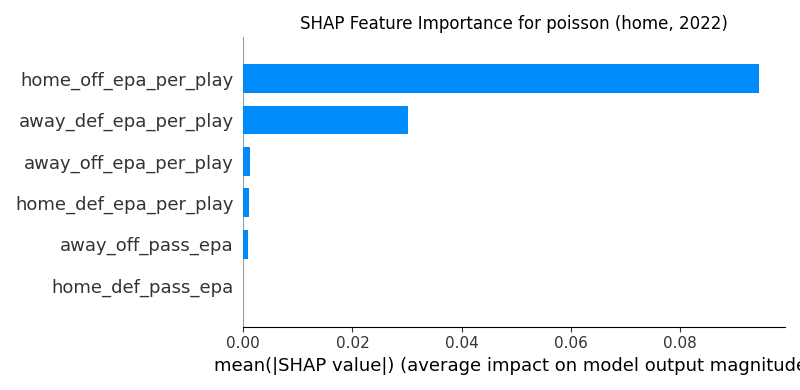 SHAP Feature Importance for poisson (home, 2022)
home_off_epa_per_play
away_def_epa_per_play
away_off_epa_per_play
home_def_epa_per_play
away_off_pass_epa
home_def_pass_epa
0.00 0.02 0.04 0.06 0.08
mean(|SHAP value|) (average impact on model output magnitude